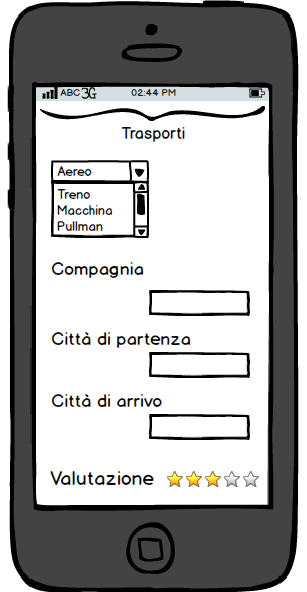 ABC 3G 02:44 PM
Trasporti
Aereo
Treno
Macchina
Pullman
Compagnia
Città di partenza
Città di arrivo
Valutazione